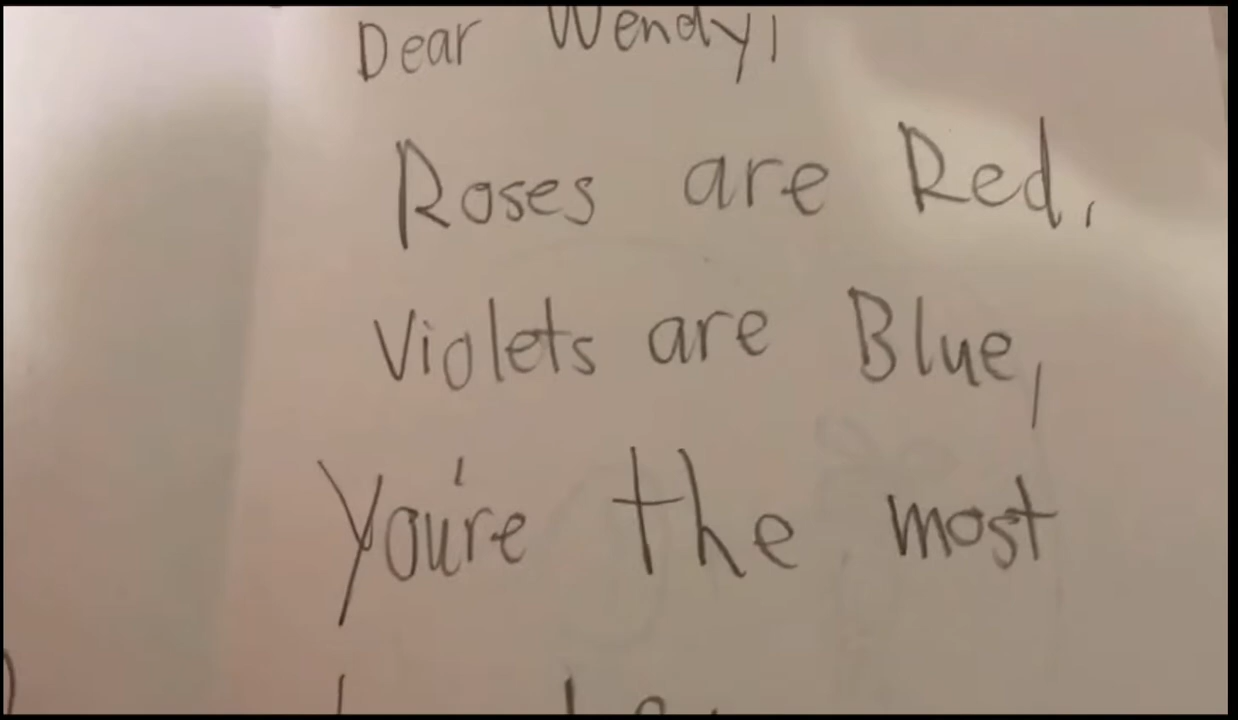 Dear Wendy,
Roses are Red,
Violets are Blue,
You're the most